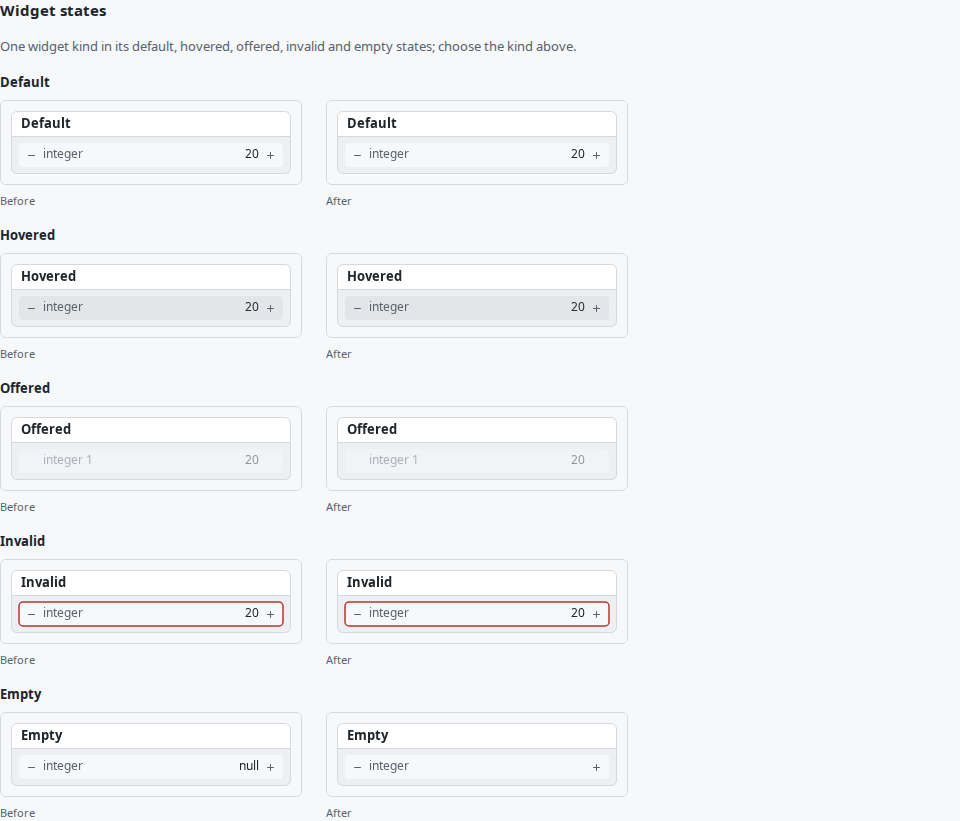 Widget states
One widget kind in its default, hovered, offered, invalid and empty states; choose the kind above.
Default
Default
Default
− integer 20 +
− integer 20 +
Before
After
Hovered
Hovered
Hovered
− integer 20 +
− integer 20 +
Before
After
Offered
Offered
Offered
integer 1 20
integer 1 20
Before
After
Invalid
Invalid
Invalid
− integer 20 +
− integer 20 +
Before
After
Empty
Empty
Empty
− integer null +
− integer +
Before
After